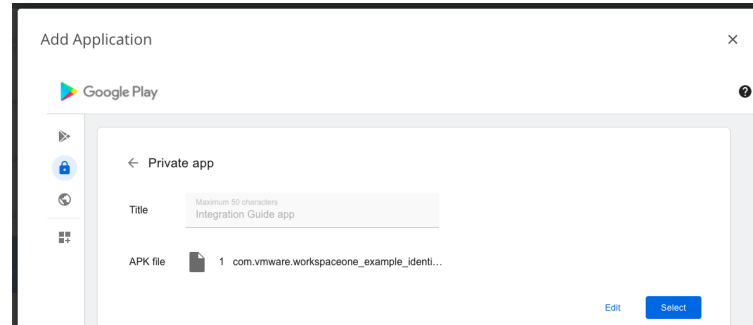 Add Application
Google Play
Private app
Title
Maximum 50 characters
Integration Guide app
APK file
1 com.vmware.workspaceone_example_identi...
Edit
Select